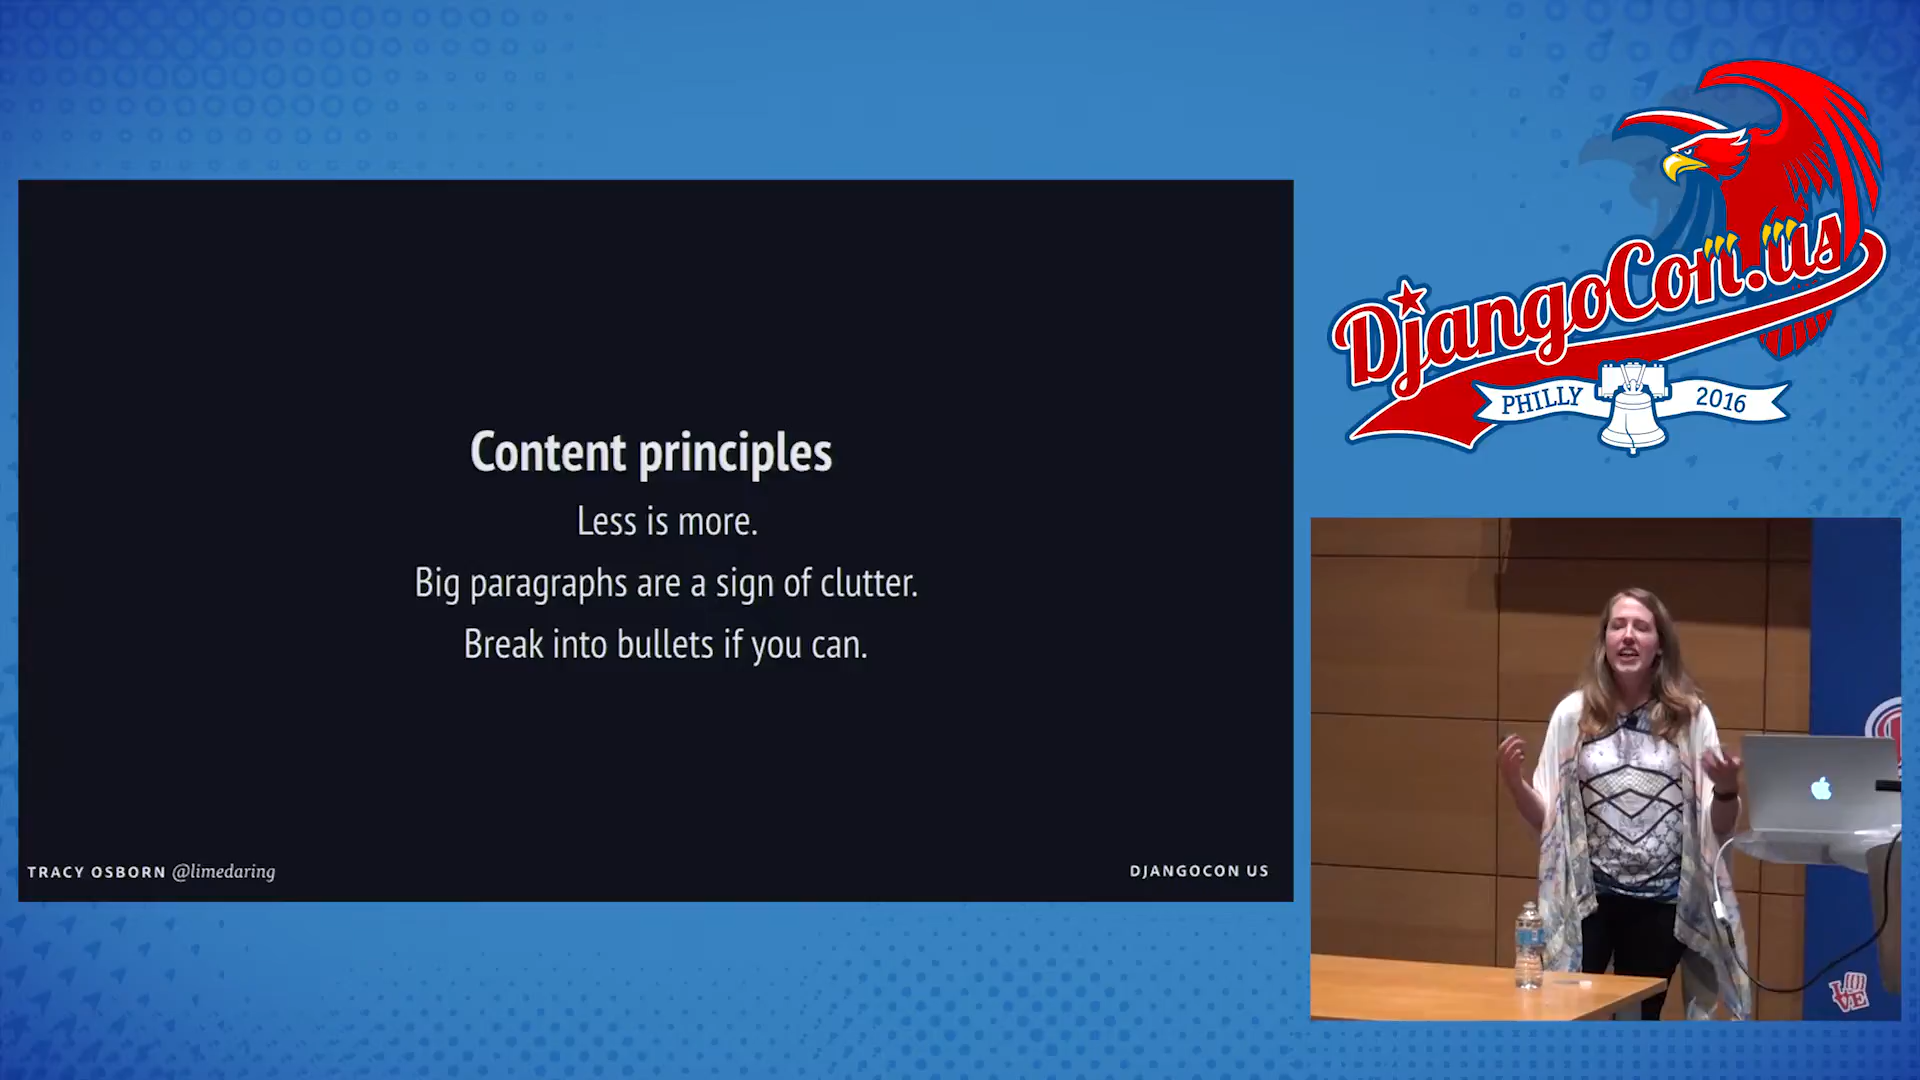 Content principles
Less is more.
Big paragraphs are a sign of clutter.
Break into bullets if you can.
TRACY OSBORN @limedaring
DJANGOCON US
DjangoCon.us
PHILLY 2016
LOVE